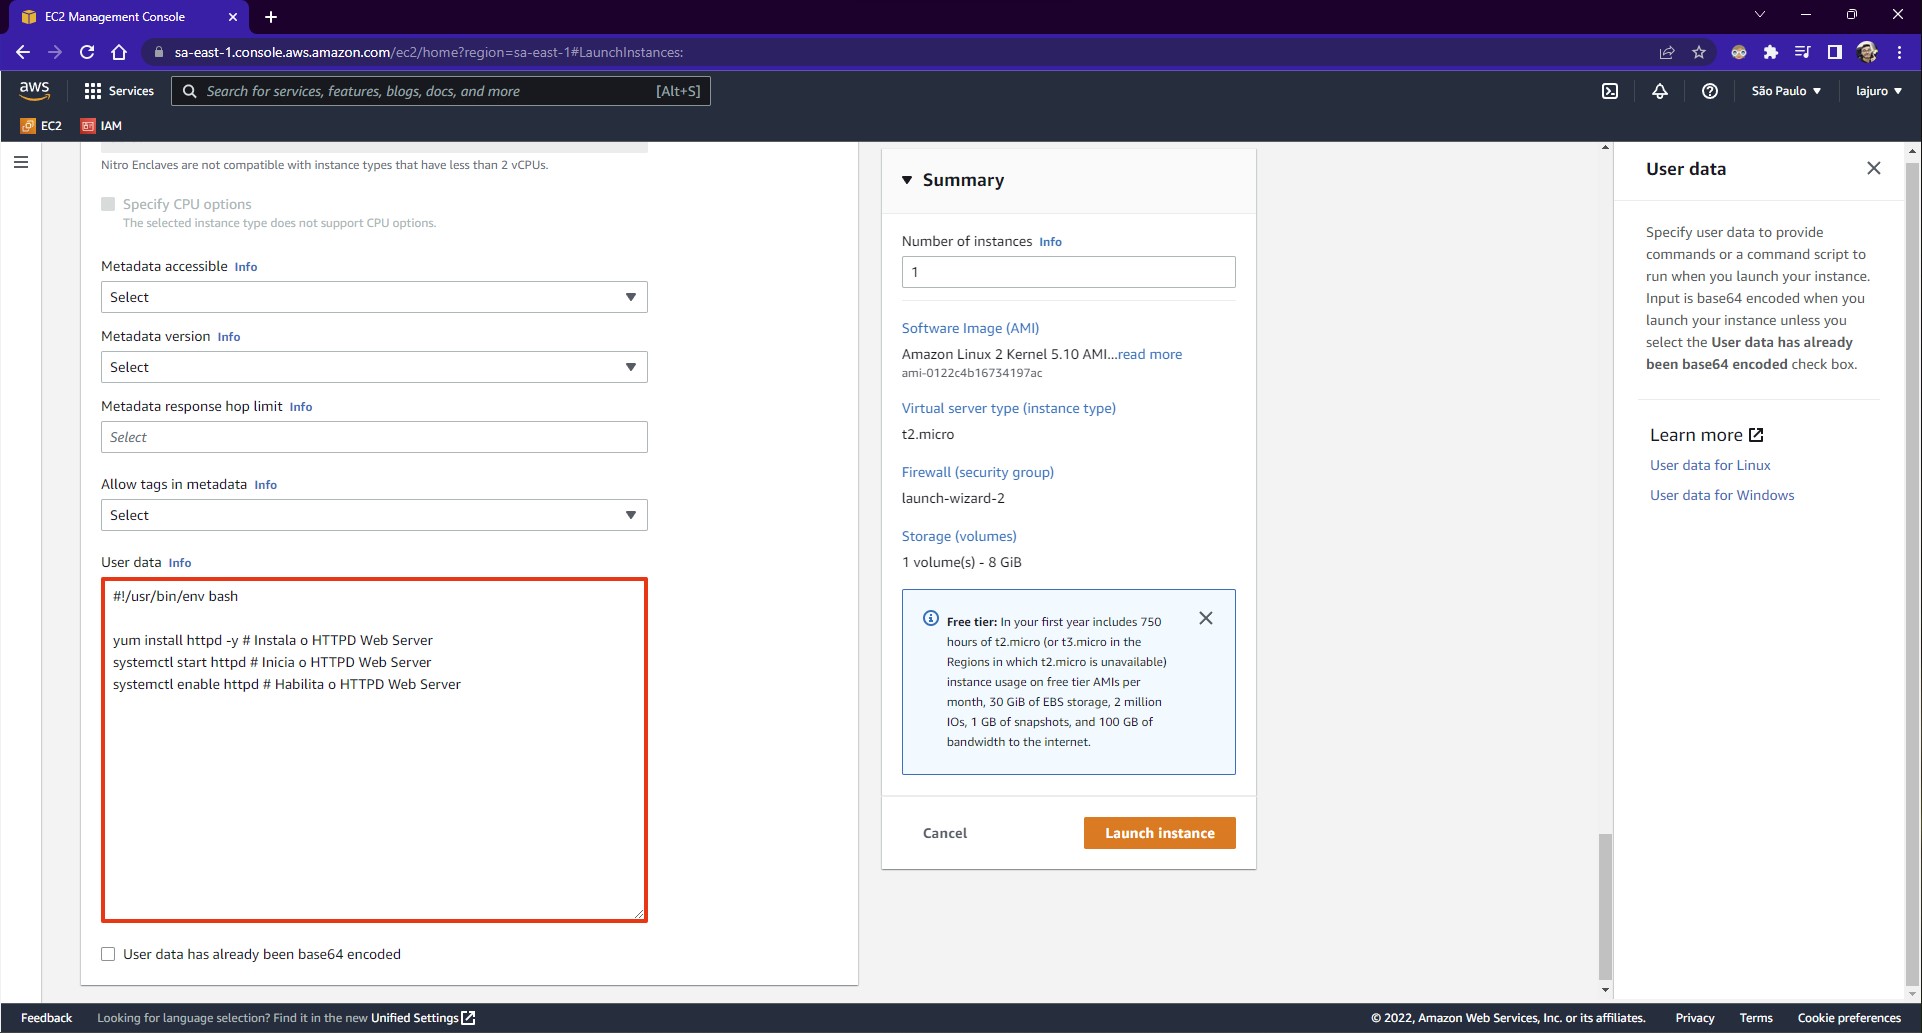 EC2 Management Console
sa-east-1.console.aws.amazon.com/ec2/home?region=sa-east-1#LaunchInstances:
aws
Services
Search for services, features, blogs, docs, and more
[Alt+S]
São Paulo
lajuro
EC2
IAM
Nitro Enclaves are not compatible with instance types that have less than 2 vCPUs.
Specify CPU options
The selected instance type does not support CPU options.
Metadata accessible Info
Select
Metadata version Info
Select
Metadata response hop limit Info
Select
Allow tags in metadata Info
Select
User data Info
#!/usr/bin/env bash
yum install httpd -y # Instala o HTTPD Web Server
systemctl start httpd # Inicia o HTTPD Web Server
systemctl enable httpd # Habilita o HTTPD Web Server
User data has already been base64 encoded
Summary
Number of instances Info
1
Software Image (AMI)
Amazon Linux 2 Kernel 5.10 AMI...read more
ami-0122c4b16734197ac
Virtual server type (instance type)
t2.micro
Firewall (security group)
launch-wizard-2
Storage (volumes)
1 volume(s) - 8 GiB
Free tier: In your first year includes 750
hours of t2.micro (or t3.micro in the
Regions in which t2.micro is unavailable)
instance usage on free tier AMIs per
month, 30 GiB of EBS storage, 2 million
IOs, 1 GB of snapshots, and 100 GB of
bandwidth to the internet.
Cancel
Launch instance
User data
Specify user data to provide
commands or a command script to
run when you launch your instance.
Input is base64 encoded when you
launch your instance unless you
select the User data has already
been base64 encoded check box.
Learn more
User data for Linux
User data for Windows
Feedback
Looking for language selection? Find it in the new Unified Settings
© 2022, Amazon Web Services, Inc. or its affiliates.
Privacy
Terms
Cookie preferences